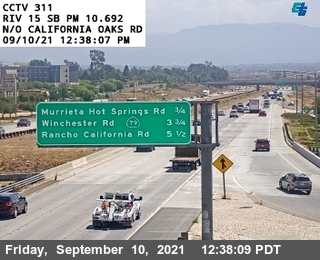 CCTV 311
RIV 15 SB PM 10.692
N/O CALIFORNIA OAKS RD
09/10/21 12:38:07 PM
Murrieta Hot Springs Rd ¾
Winchester Rd 79 3 ¾
Rancho California Rd 5 ½
Friday, September 10, 2021 12:38:09 PDT